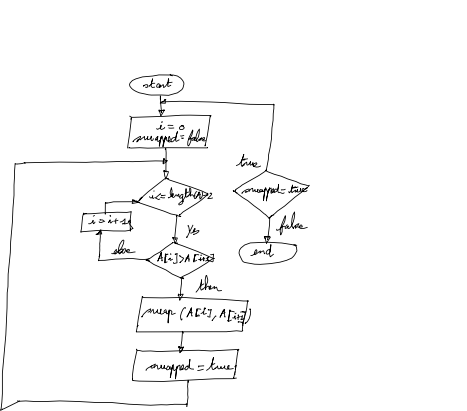 start
i = 0
swapped = false
true
i<= length(A)-2
swapped = true
i = i+1
yes
false
else
A[i]>A[i+1]
end
then
swap (A[i], A[i+1])
swapped = true